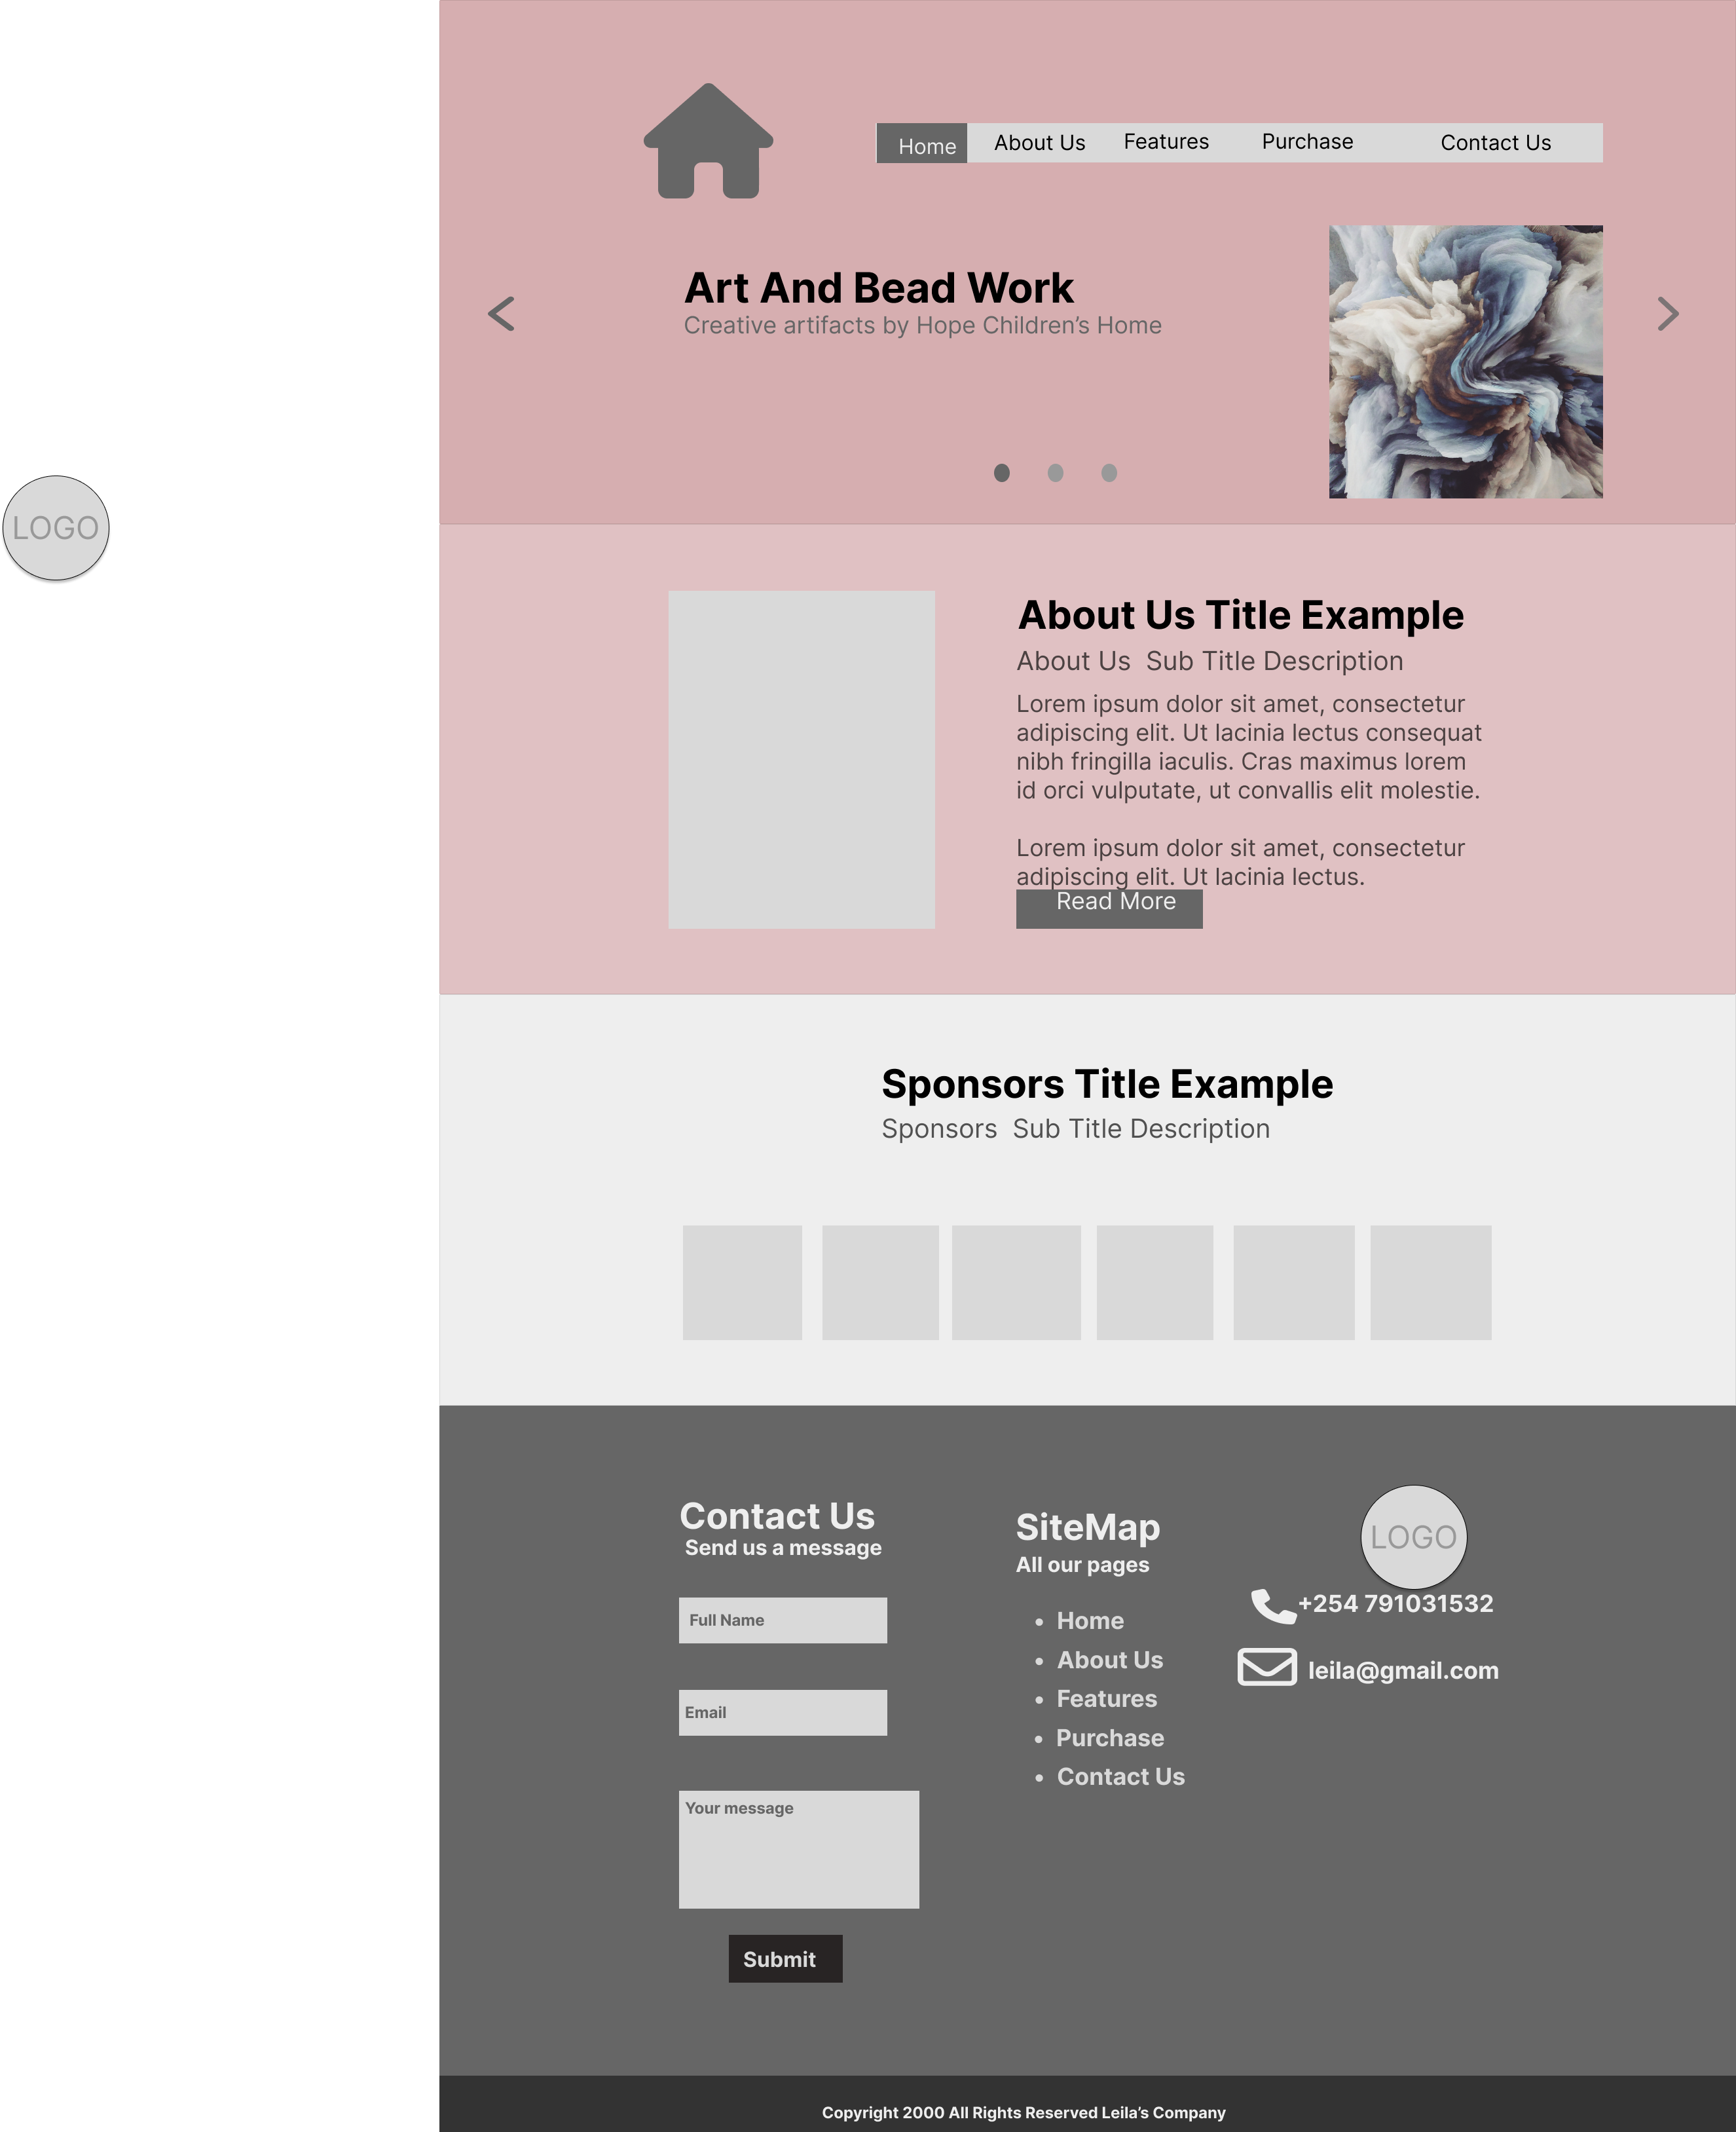 Home
About Us
Features
Purchase
Contact Us
Art And Bead Work
Creative artifacts by Hope Children’s Home
LOGO
About Us Title Example
About Us  Sub Title Description
Lorem ipsum dolor sit amet, consectetur
adipiscing elit. Ut lacinia lectus consequat
nibh fringilla iaculis. Cras maximus lorem
id orci vulputate, ut convallis elit molestie.
Lorem ipsum dolor sit amet, consectetur
adipiscing elit. Ut lacinia lectus.
Read More
Sponsors Title Example
Sponsors  Sub Title Description
Contact Us
Send us a message
Full Name
Email
Your message
Submit
SiteMap
All our pages
• Home
• About Us
• Features
• Purchase
• Contact Us
LOGO
+254 791031532
leila@gmail.com
Copyright 2000 All Rights Reserved Leila’s Company